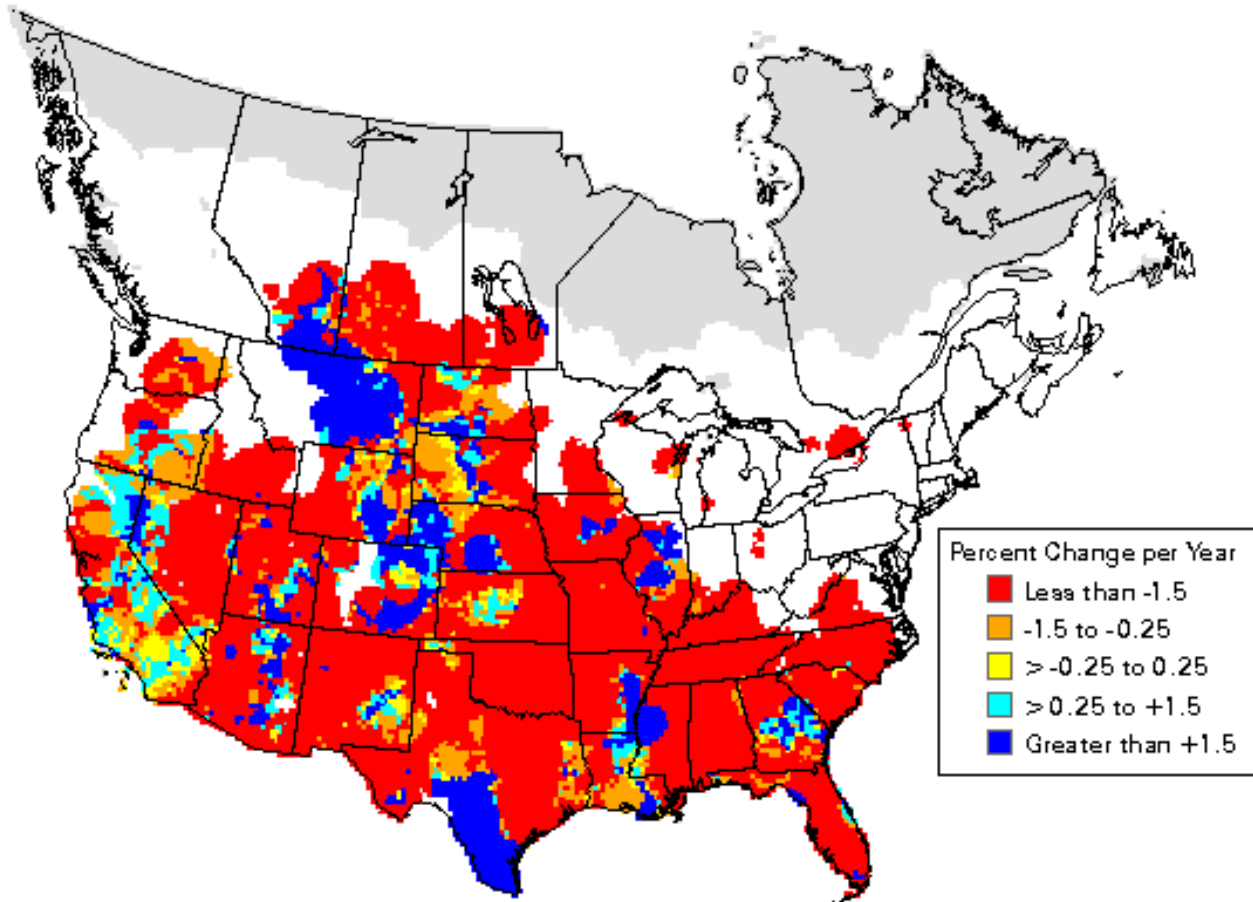 Percent Change per Year
Less than -1.5
-1.5 to -0.25
> -0.25 to 0.25
> 0.25 to +1.5
Greater than +1.5